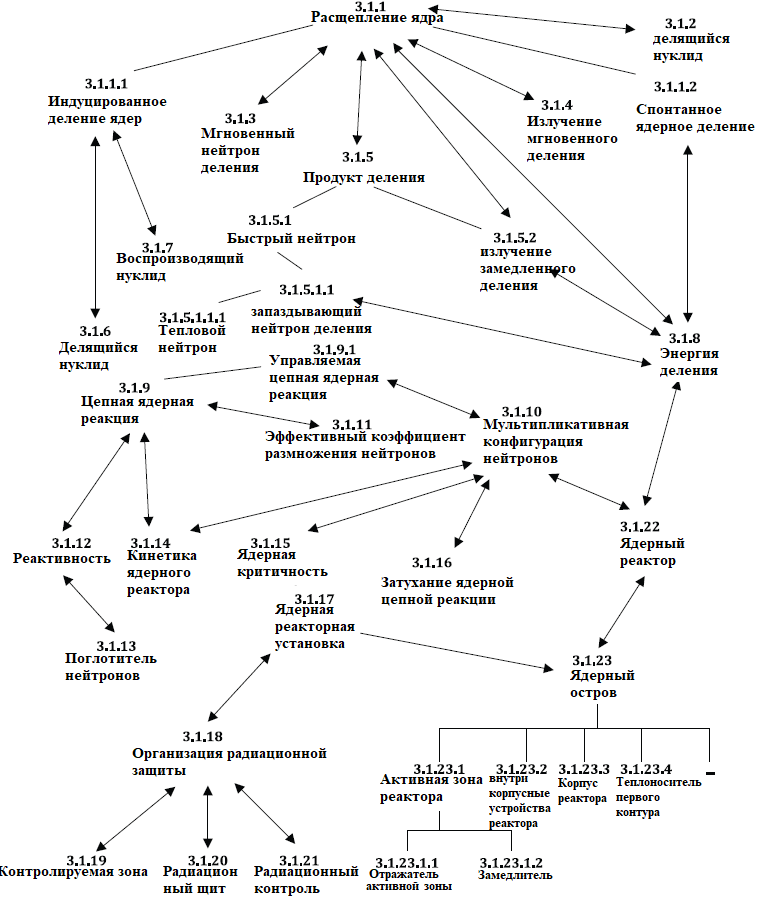 3.1.1
Расщепление ядра
3.1.2
делящийся
нуклид
3.1.1.1
Индуцированное
деление ядер
3.1.3
Мгновенный
нейтрон
деления
3.1.5
Продукт деления
3.1.4
Излучение
мгновенного
деления
3.1.1.2
Спонтанное
ядерное деление
3.1.5.1
Быстрый нейтрон
3.1.5.2
излучение
замедленного
деления
3.1.7
Воспроизводящий
нуклид
3.1.5.1.1
запаздывающий
нейтрон деления
3.1.5.1.1.1
Тепловой
нейтрон
3.1.6
Делящийся
нуклид
3.1.8
Энергия
деления
3.1.9.1
Управляемая
цепная ядерная
реакция
3.1.9
Цепная ядерная
реакция
3.1.11
Эффективный коэффициент
размножения нейтронов
3.1.10
Мультипликативная
конфигурация
нейтронов
3.1.12
Реактивность
3.1.14
Кинетика
ядерного
реактора
3.1.15
Ядерная
критичность
3.1.16
Затухание ядерной
цепной реакции
3.1.22
Ядерный
реактор
3.1.17
Ядерная
реакторная
установка
3.1.13
Поглотитель
нейтронов
3.1.23
Ядерный
остров
3.1.18
Организация радиационной
защиты
3.1.23.1
Активная зона
реактора
3.1.23.2
внутри
корпусные
устройства
реактора
3.1.23.3
Корпус
реактора
3.1.23.4
Теплоноситель
первого
контура
–
3.1.19
Контролируемая зона
3.1.20
Радиацион
ный щит
3.1.21
Радиационный
контроль
3.1.23.1.1
Отражатель
активной зоны
3.1.23.1.2
Замедлитель